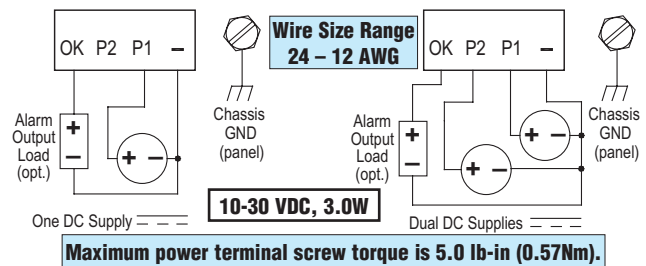 OK P2 P1 –
Wire Size Range
24 – 12 AWG
OK P2 P1 –
Alarm
Output
Load
(opt.)
+
–
+ –
Chassis
GND
(panel)
Alarm
Output
Load
(opt.)
+
–
+ –
+ –
Chassis
GND
(panel)
10-30 VDC, 3.0W
One DC Supply
Dual DC Supplies
Maximum power terminal screw torque is 5.0 lb-in (0.57Nm).